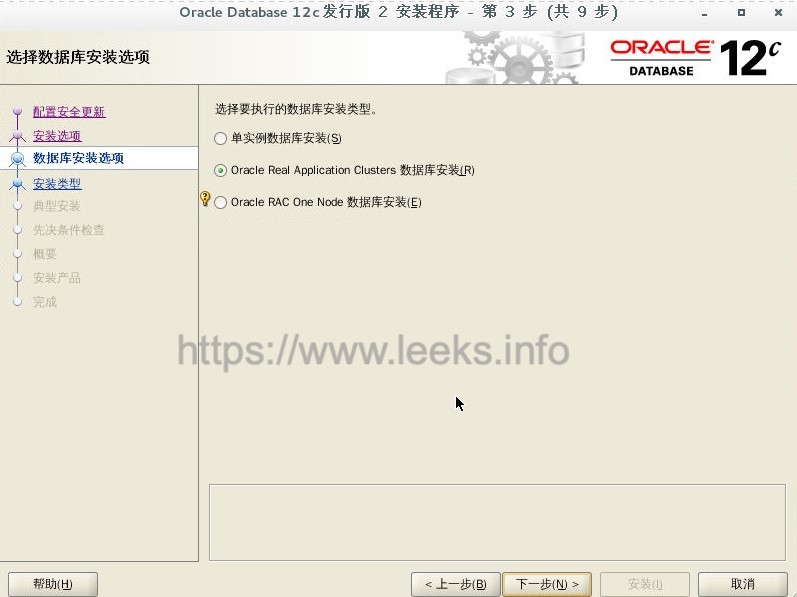 Oracle Database 12c 发行版 2 安装程序 - 第 3 步 (共 9 步)
选择数据库安装选项
ORACLE
DATABASE
12c
配置安全更新
安装选项
数据库安装选项
安装类型
典型安装
先决条件检查
概要
安装产品
完成
选择要执行的数据库安装类型。
单实例数据库安装(S)
Oracle Real Application Clusters 数据库安装(R)
Oracle RAC One Node 数据库安装(E)
https://www.leeks.info
帮助(H)
< 上一步(B)
下一步(N) >
安装(I)
取消